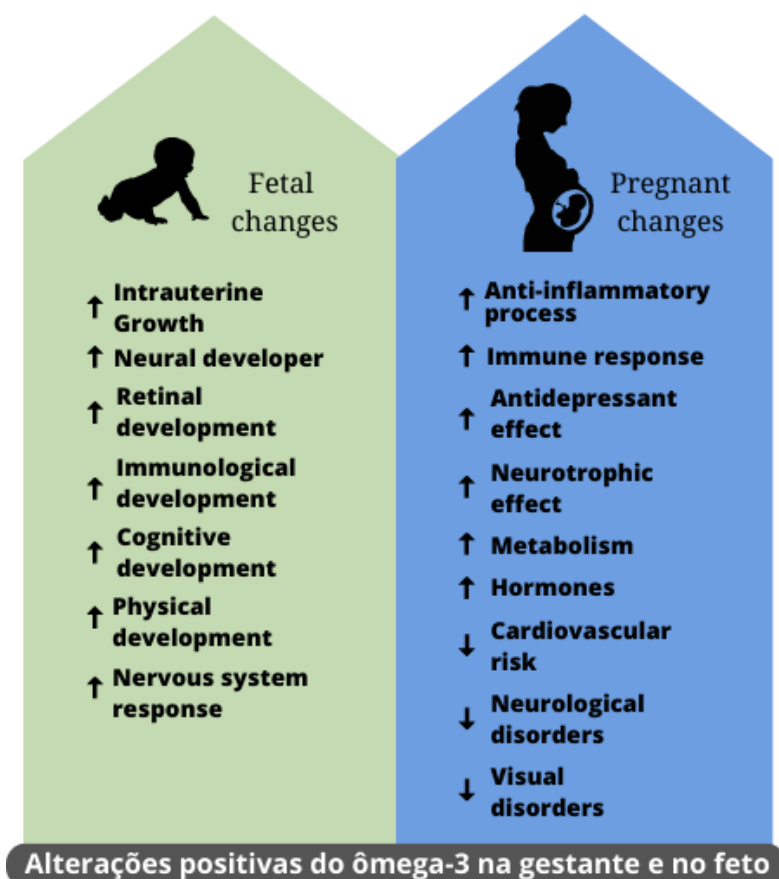 Fetal
changes
↑ Intrauterine
Growth
↑ Neural developer
↑ Retinal
development
↑ Immunological
development
↑ Cognitive
development
↑ Physical
development
↑ Nervous system
response
Pregnant
changes
↑ Anti-inflammatory
process
↑ Immune response
↑ Antidepressant
effect
↑ Neurotrophic
effect
↑ Metabolism
↑ Hormones
↓ Cardiovascular
risk
↓ Neurological
disorders
↓ Visual
disorders
Alterações positivas do ômega-3 na gestante e no feto